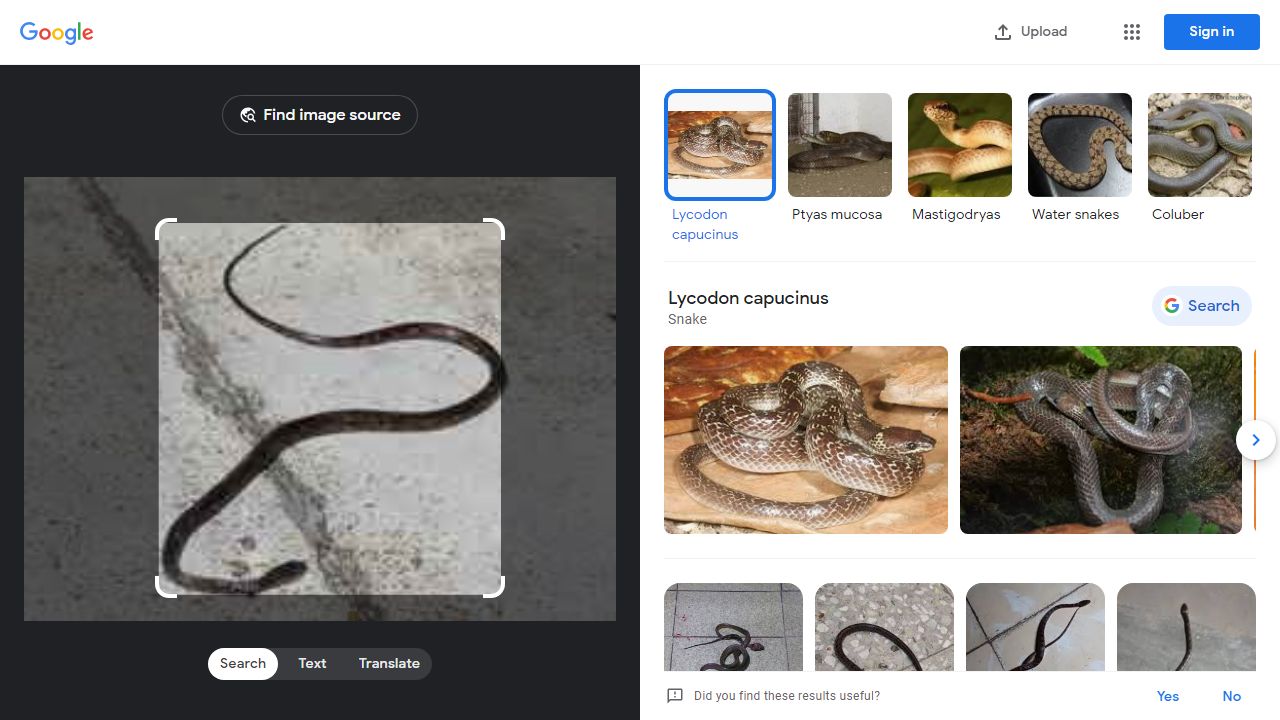 Google
Upload
Sign in
Find image source
Search
Text
Translate
Lycodon
capucinus
Ptyas mucosa
Mastigodryas
Water snakes
Coluber
Lycodon capucinus
Snake
Search
Did you find these results useful?
Yes
No